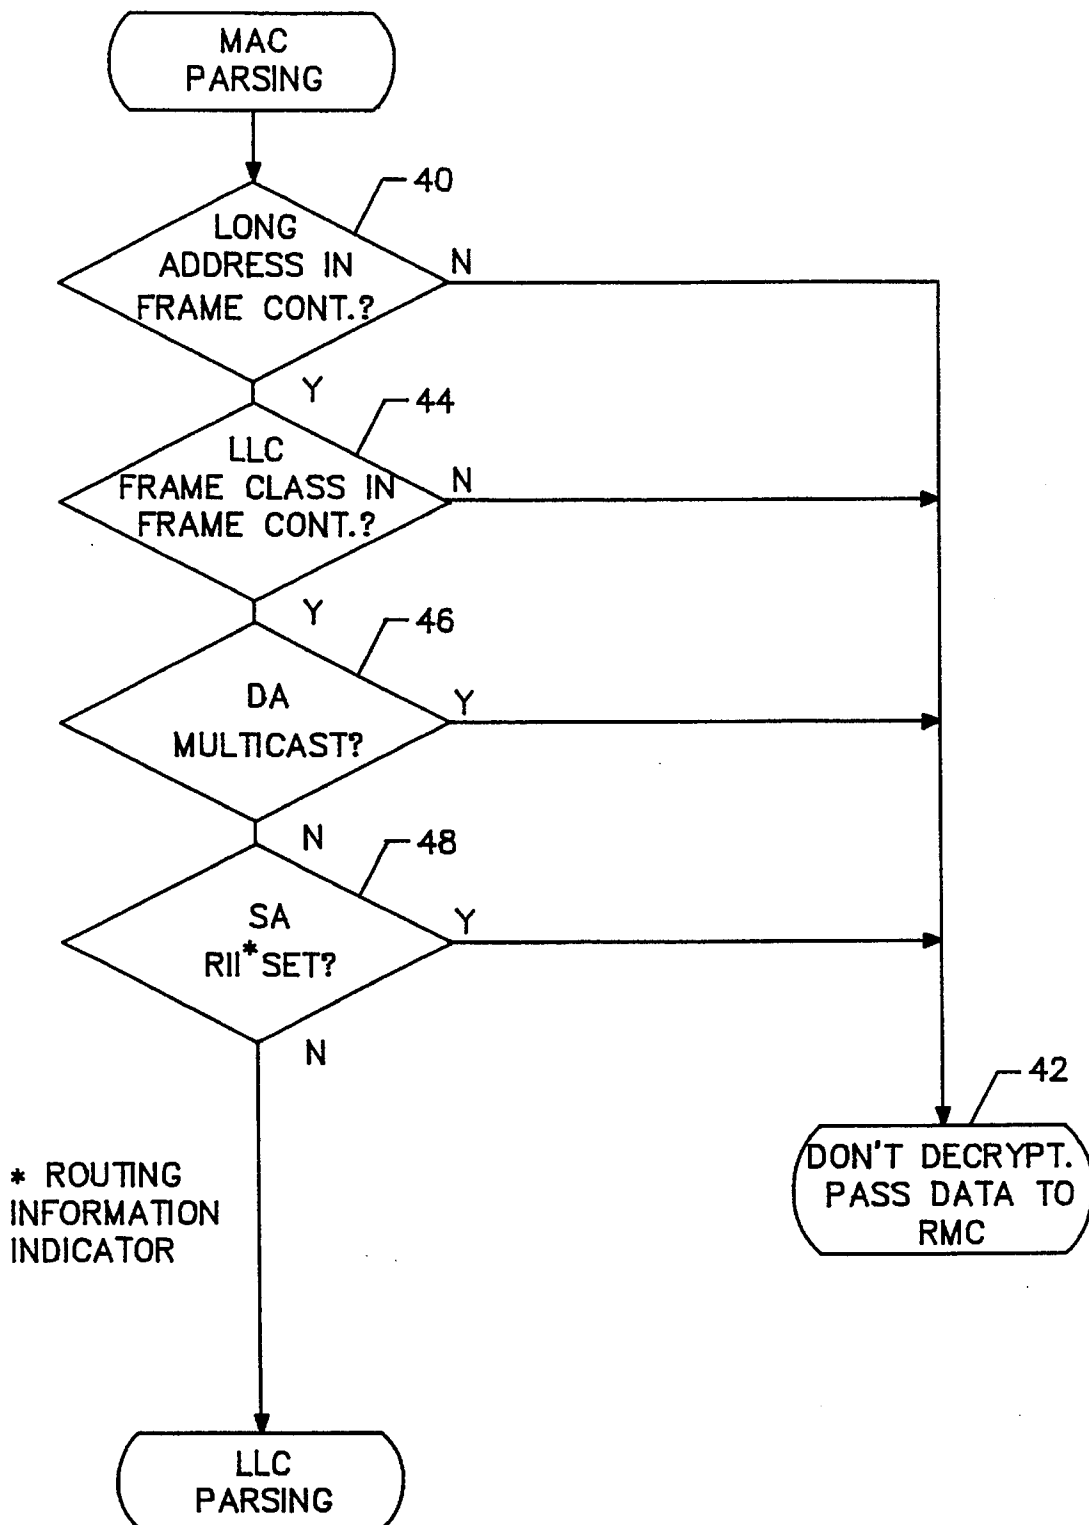 MAC
PARSING
40
LONG
ADDRESS IN
FRAME CONT.?
N
Y
44
LLC
FRAME CLASS IN
FRAME CONT.?
N
Y
46
DA
MULTICAST?
Y
N
48
SA
RII*SET?
Y
N
42
DON'T DECRYPT.
PASS DATA TO
RMC
* ROUTING
INFORMATION
INDICATOR
LLC
PARSING